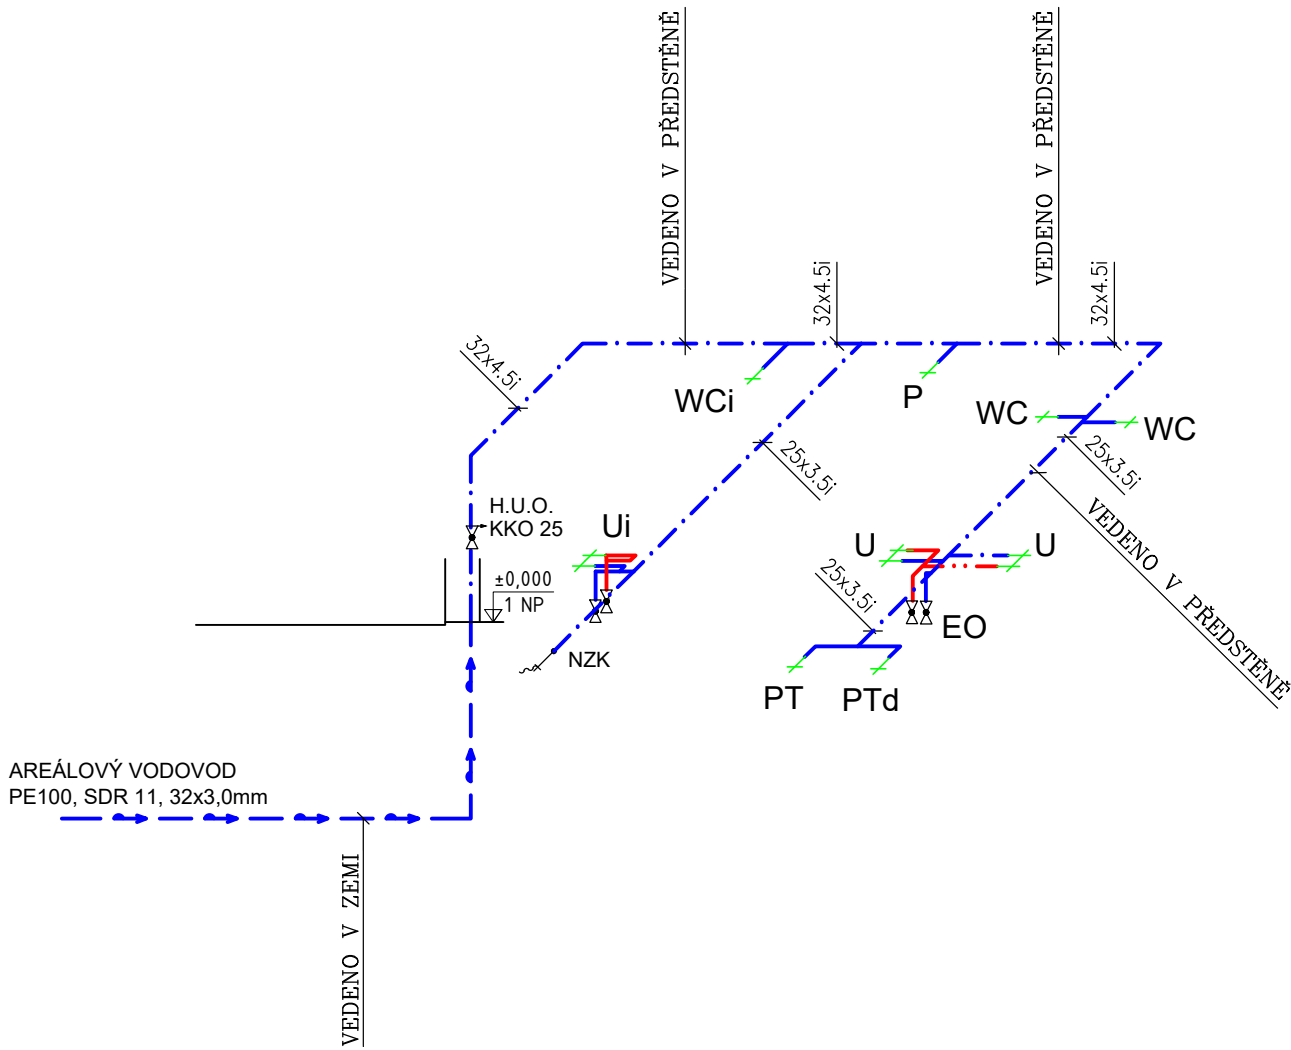 VEDENO V PŘEDSTĚNĚ
VEDENO V PŘEDSTĚNĚ
32x4.5i
32x4.5i
32x4.5i
WCi
P
WC
WC
25x3.5i
25x3.5i
VEDENO V PŘEDSTĚNĚ
H.U.O.
KKO 25
Ui
U
U
±0,000
1 NP
25x3.5i
EO
NZK
PT
PTd
AREÁLOVÝ VODOVOD
PE100, SDR 11, 32x3,0mm
VEDENO V ZEMI